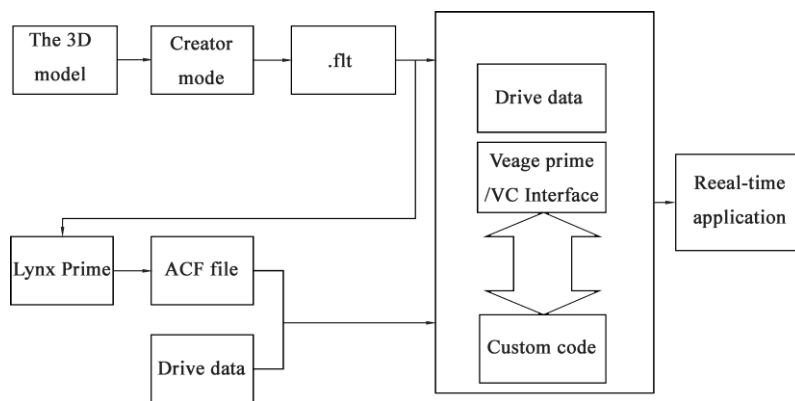 The 3D
model
Creator
mode
.flt
Drive data
Veage prime
/VC Interface
Reeal-time
application
Lynx Prime
ACF file
Custom code
Drive data